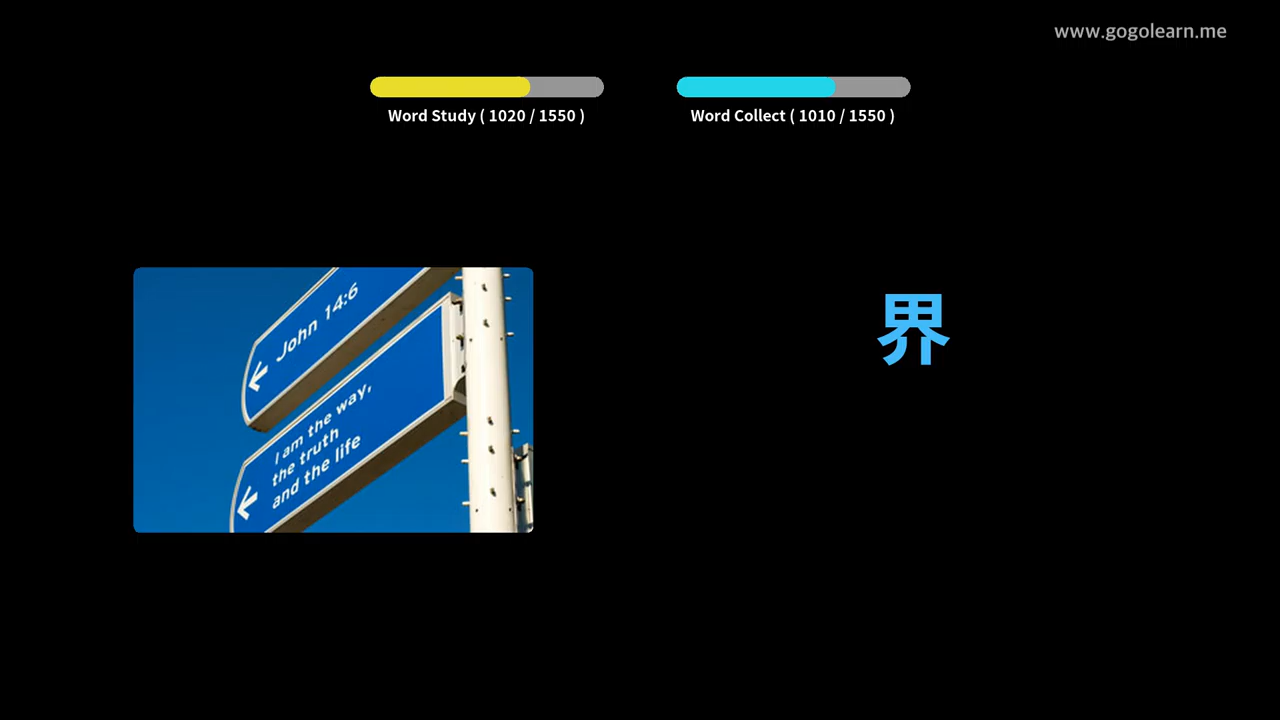 www.gogolearn.me
Word Study ( 1020 / 1550 )
Word Collect ( 1010 / 1550 )
John 14:6
I am the way,
the truth
and the life
界